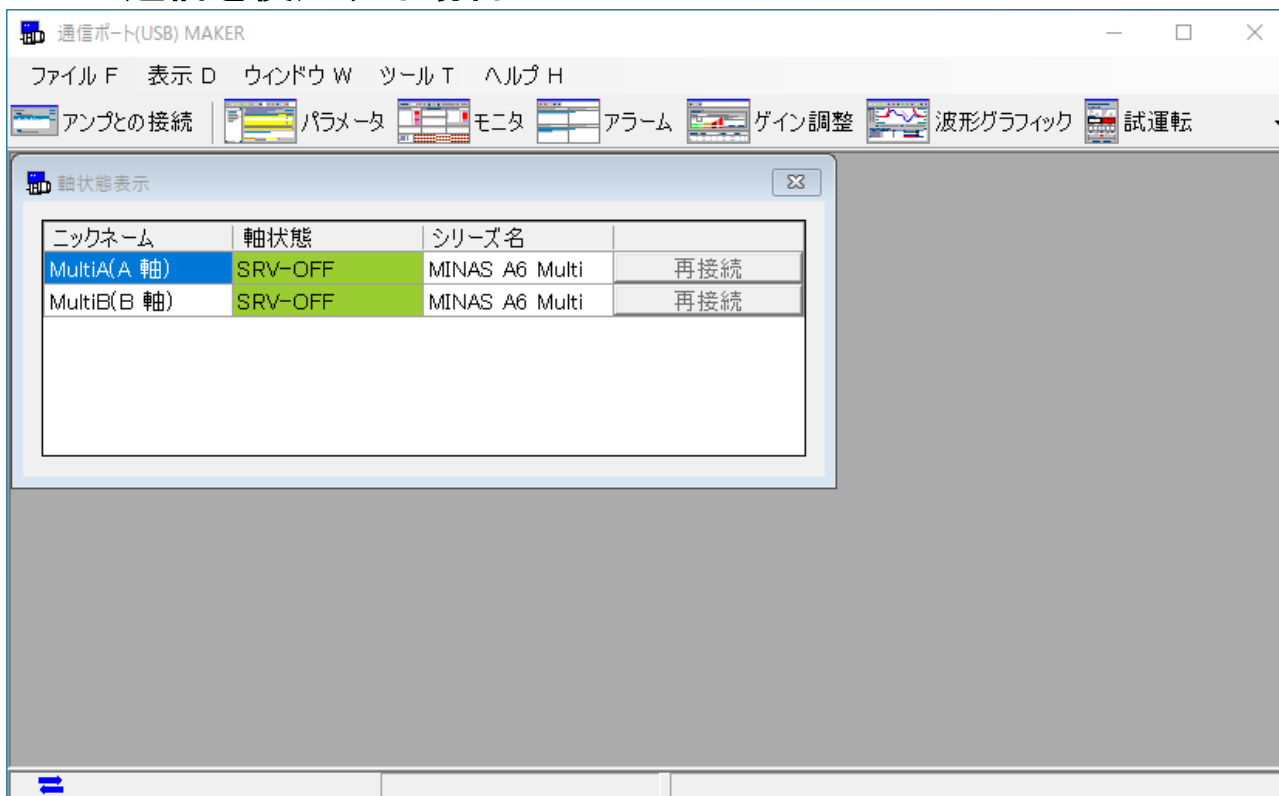 通信ポート(USB) MAKER
ファイル F 表示 D ウィンドウ W ツール T ヘルプ H
アンプとの接続 パラメータ モニタ アラーム ゲイン調整 波形グラフィック 試運転
軸状態表示
ニックネーム 軸状態 シリーズ名
MultiA(A 軸) SRV-OFF MINAS A6 Multi 再接続
MultiB(B 軸) SRV-OFF MINAS A6 Multi 再接続